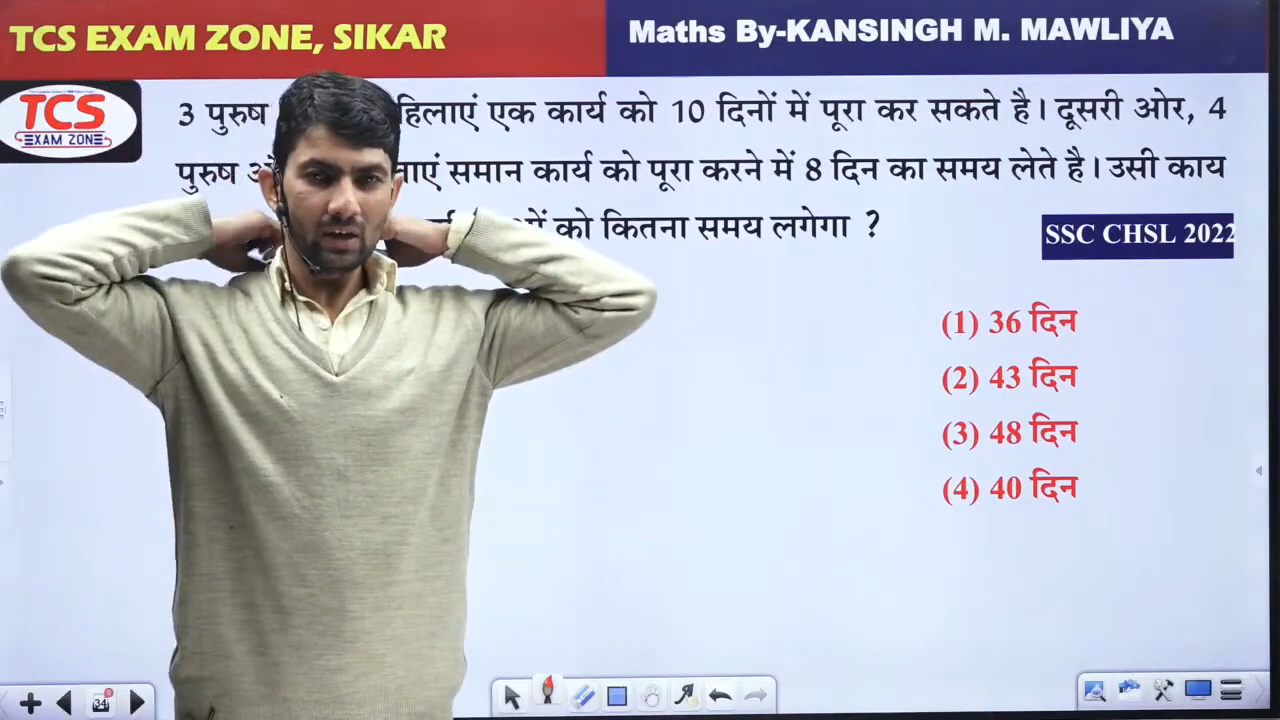 TCS EXAM ZONE, SIKAR
Maths By-KANSINGH M. MAWLIYA
TCS
EXAM ZONE
3 पुरुष हिलाएं एक कार्य को 10 दिनों में पूरा कर सकते है। दूसरी ओर, 4
पुरुष लाएं समान कार्य को पूरा करने में 8 दिन का समय लेते है। उसी काय
को कितना समय लगेगा ?
SSC CHSL 2022
(1) 36 दिन
(2) 43 दिन
(3) 48 दिन
(4) 40 दिन
34